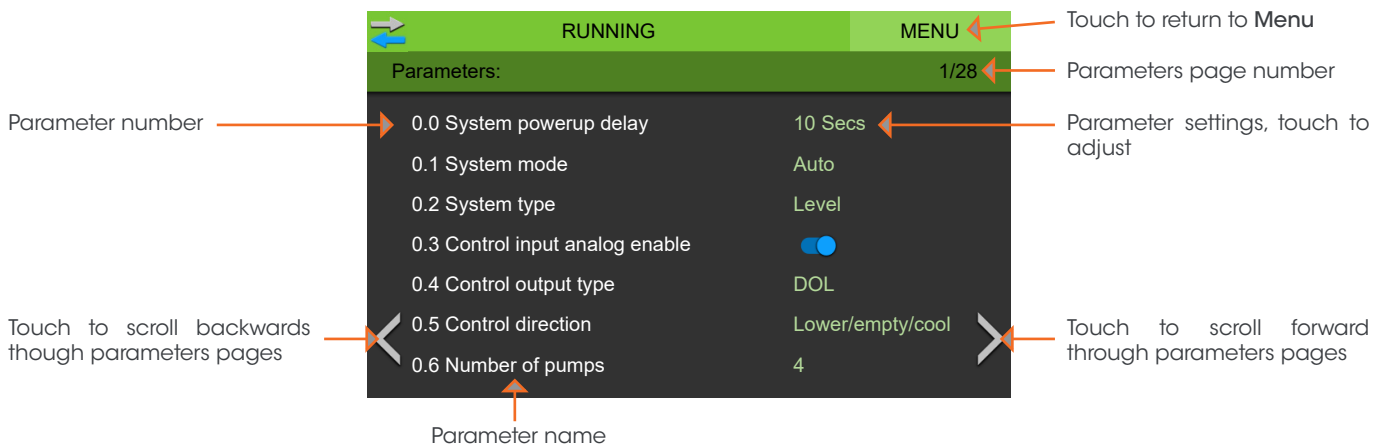 RUNNING
MENU
Touch to return to Menu
Parameters:
1/28
Parameters page number
Parameter number
0.0 System powerup delay
10 Secs
Parameter settings, touch to
adjust
0.1 System mode
Auto
0.2 System type
Level
0.3 Control input analog enable
0.4 Control output type
DOL
Touch to scroll backwards
though parameters pages
0.5 Control direction
Lower/empty/cool
Touch to scroll forward
through parameters pages
0.6 Number of pumps
4
Parameter name